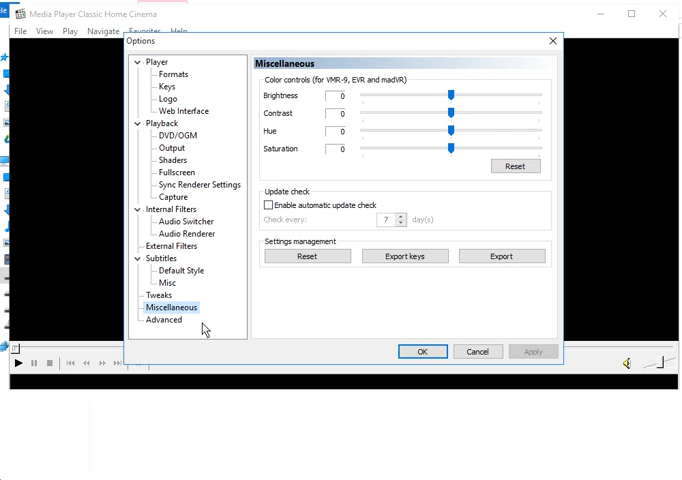 Media Player Classic Home Cinema
File View Play Navigate Favorites Help
Options
Player
Formats
Keys
Logo
Web Interface
Playback
DVD/OGM
Output
Shaders
Fullscreen
Sync Renderer Settings
Capture
Internal Filters
Audio Switcher
Audio Renderer
External Filters
Subtitles
Default Style
Misc
Tweaks
Miscellaneous
Advanced
Miscellaneous
Color controls (for VMR-9, EVR and madVR)
Brightness 0
Contrast 0
Hue 0
Saturation 0
Reset
Update check
Enable automatic update check
Check every: 7 day(s)
Settings management
Reset Export keys Export
OK Cancel Apply